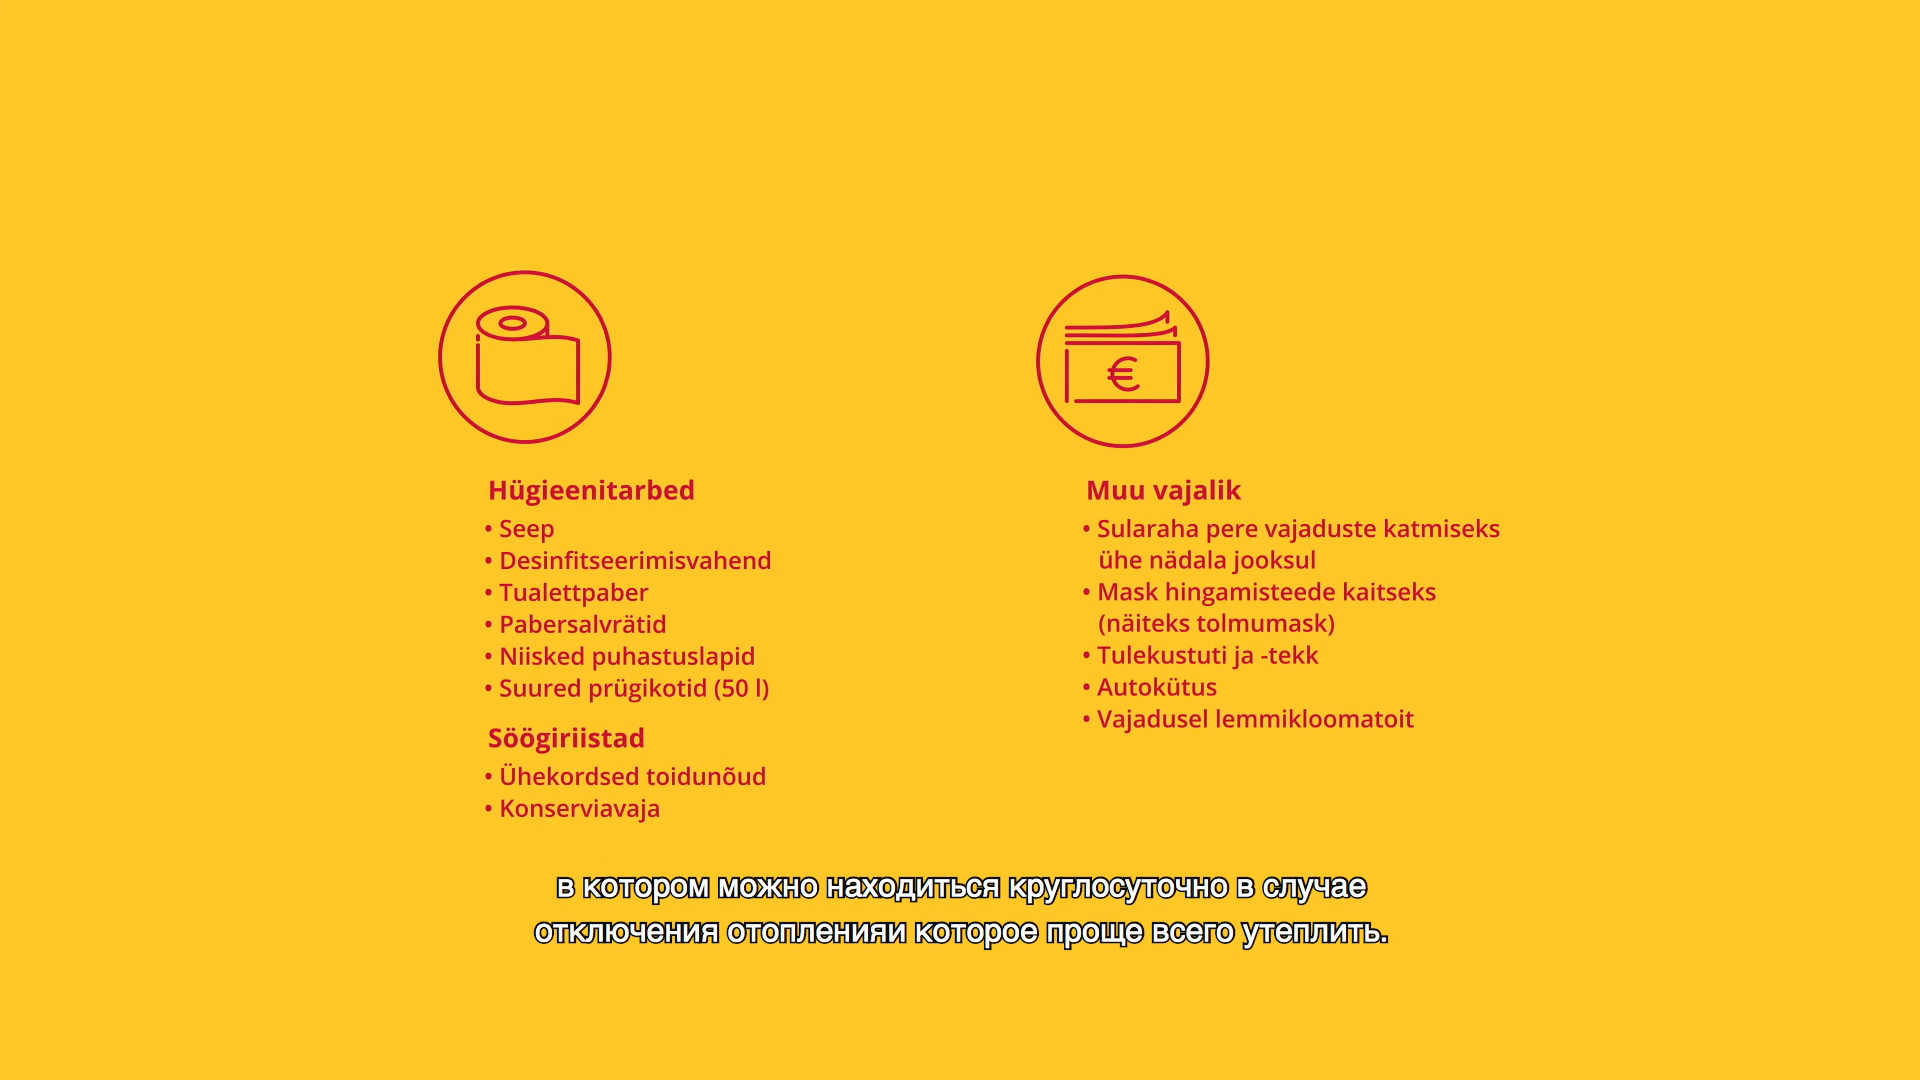 Hügieenitarbed
• Seep
• Desinfitseerimisvahend
• Tualettpaber
• Pabersalvrätid
• Niisked puhastuslapid
• Suured prügikotid (50 l)
Söögiriistad
• Ühekordsed toidunõud
• Konserviavaja
€
Muu vajalik
• Sularaha pere vajaduste katmiseks
ühe nädala jooksul
• Mask hingamisteede kaitseks
(näiteks tolmumask)
• Tulekustuti ja -tekk
• Autokütus
• Vajadusel lemmikloomatoit
в котором можно находиться круглосуточно в случае
отключения отопленияи которое проще всего утеплить.